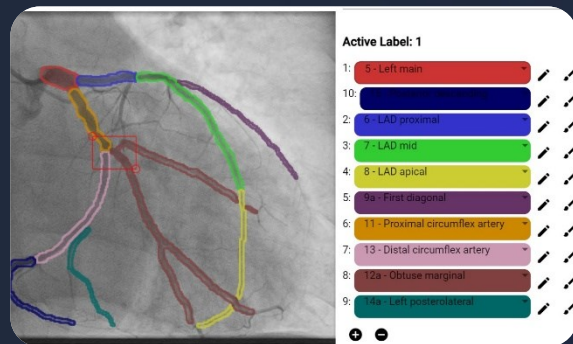 Active Label: 1
1: 5 - Left main
10:
2: 6 - LAD proximal
3: 7 - LAD mid
4: 8 - LAD apical
5: 9a - First diagonal
6: 11 - Proximal circumflex artery
7: 13 - Distal circumflex artery
8: 12a - Obtuse marginal
9: 14a - Left posterolateral